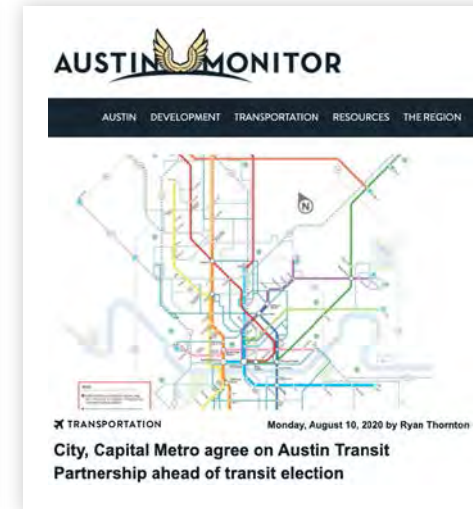 AUSTIN MONITOR
AUSTIN DEVELOPMENT TRANSPORTATION RESOURCES THE REGION
N
TRANSPORTATION Monday, August 10, 2020 by Ryan Thornton
City, Capital Metro agree on Austin Transit
Partnership ahead of transit election